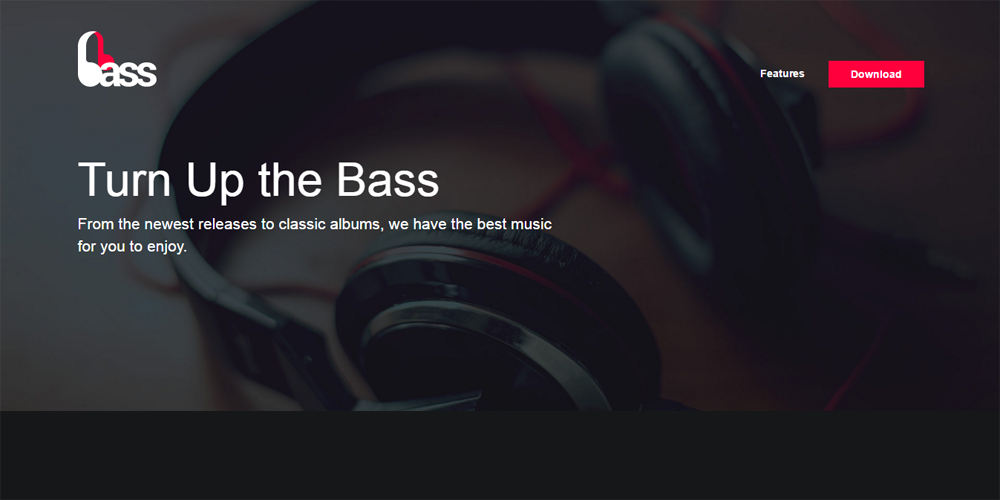 bass
Features
Download
Turn Up the Bass
From the newest releases to classic albums, we have the best music
for you to enjoy.